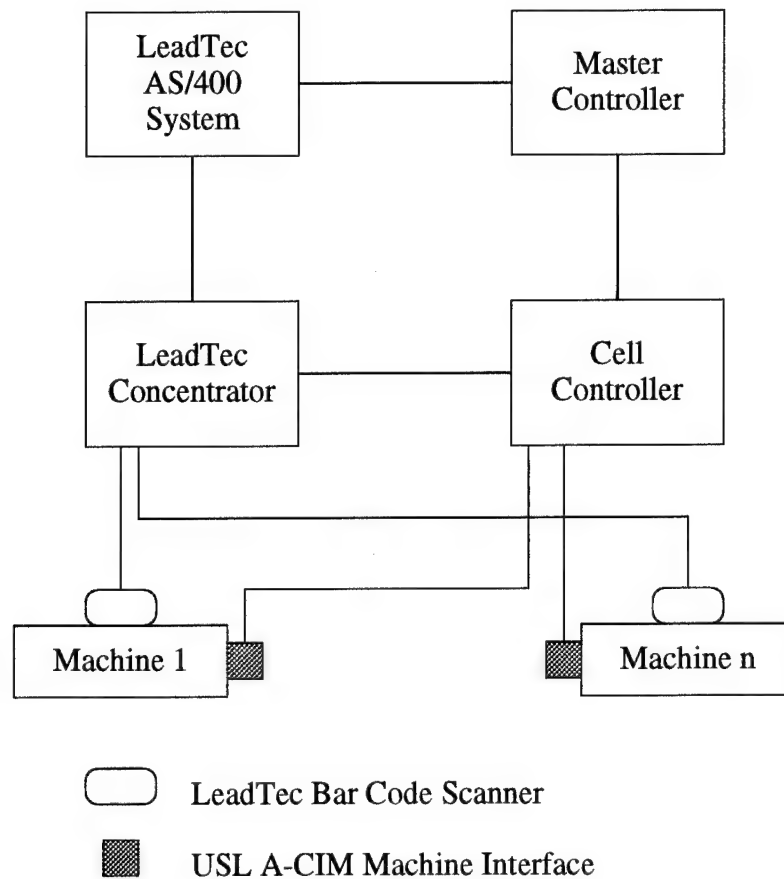 LeadTec
AS/400
System
Master
Controller
LeadTec
Concentrator
Cell
Controller
Machine 1
Machine n
LeadTec Bar Code Scanner
USL A-CIM Machine Interface